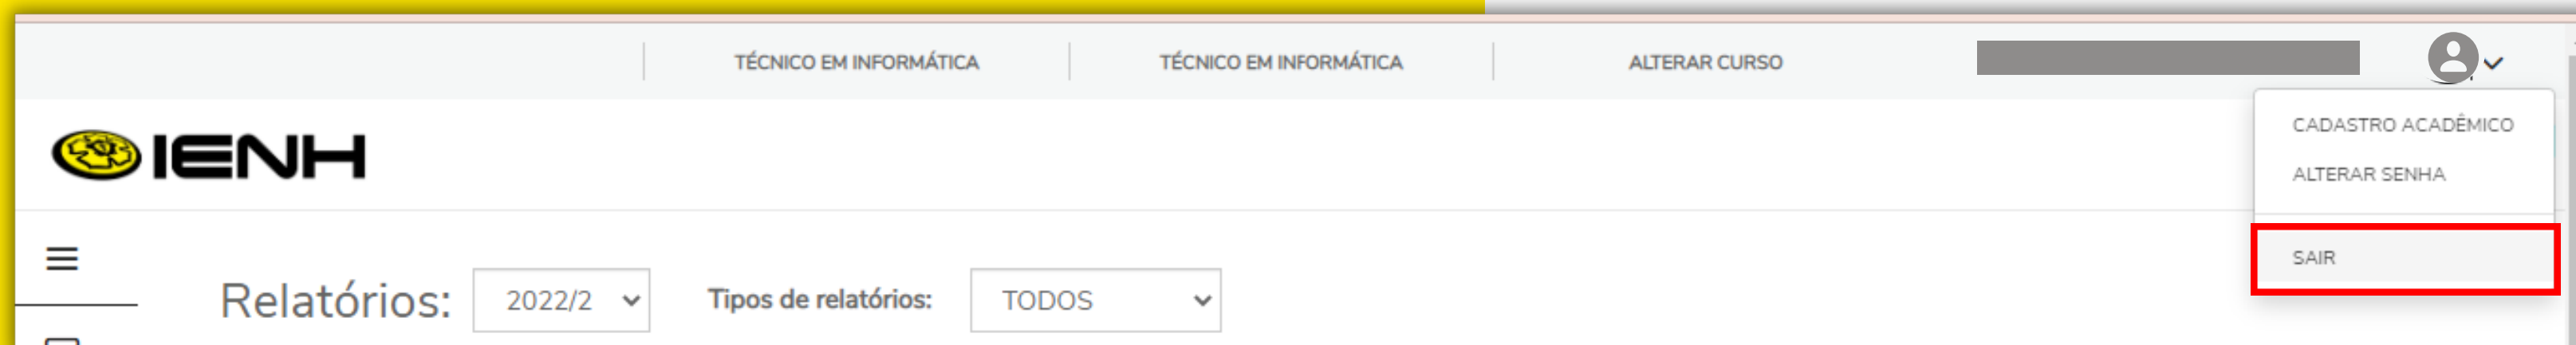 TÉCNICO EM INFORMÁTICA TÉCNICO EM INFORMÁTICA ALTERAR CURSO
CADASTRO ACADÊMICO
IENH
ALTERAR SENHA
SAIR
Relatórios: 2022/2 Tipos de relatórios: TODOS